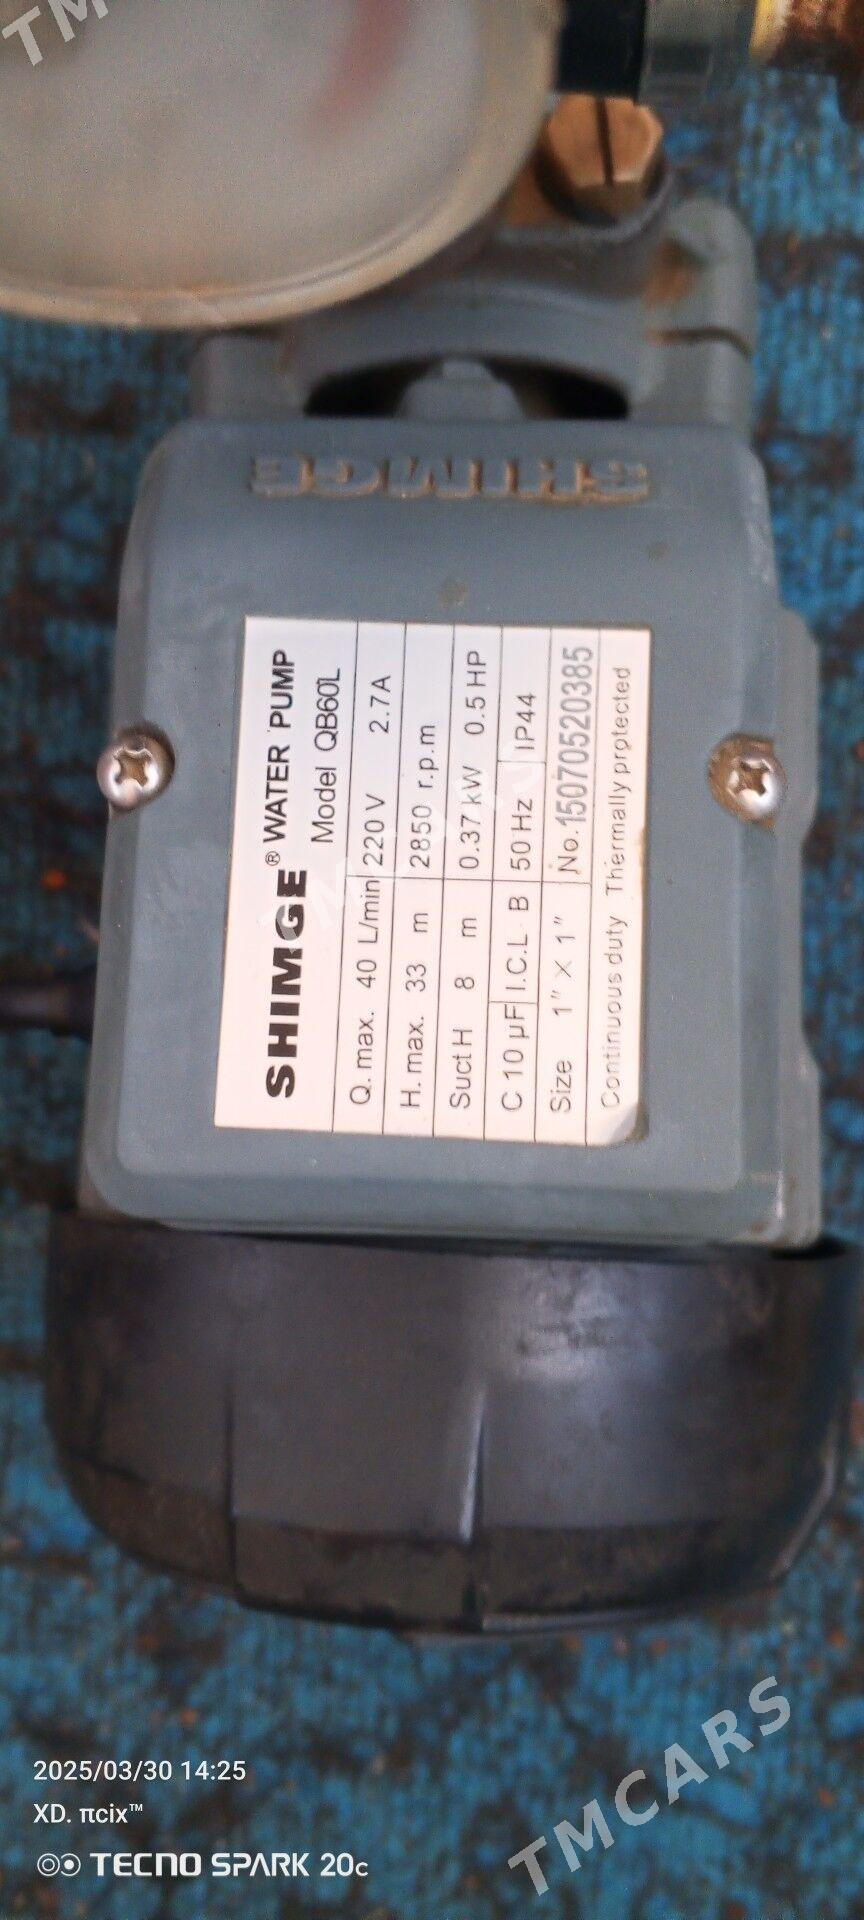 TM
SHIMGE
SHIMGE® WATER PUMP
Model QB60L
Q. max. 40 L/min 220 V 2.7A
H. max. 33 m 2850 r.p.m
Suct H 8 m 0.37 kW 0.5 HP
C 10 µF I.C.L B 50 Hz IP44
Size 1" X 1" No.15070520385
Continuous duty Thermally protected
TMCARS
2025/03/30 14:25
XD. πcix™
TECNO SPARK 20c
TMCARS